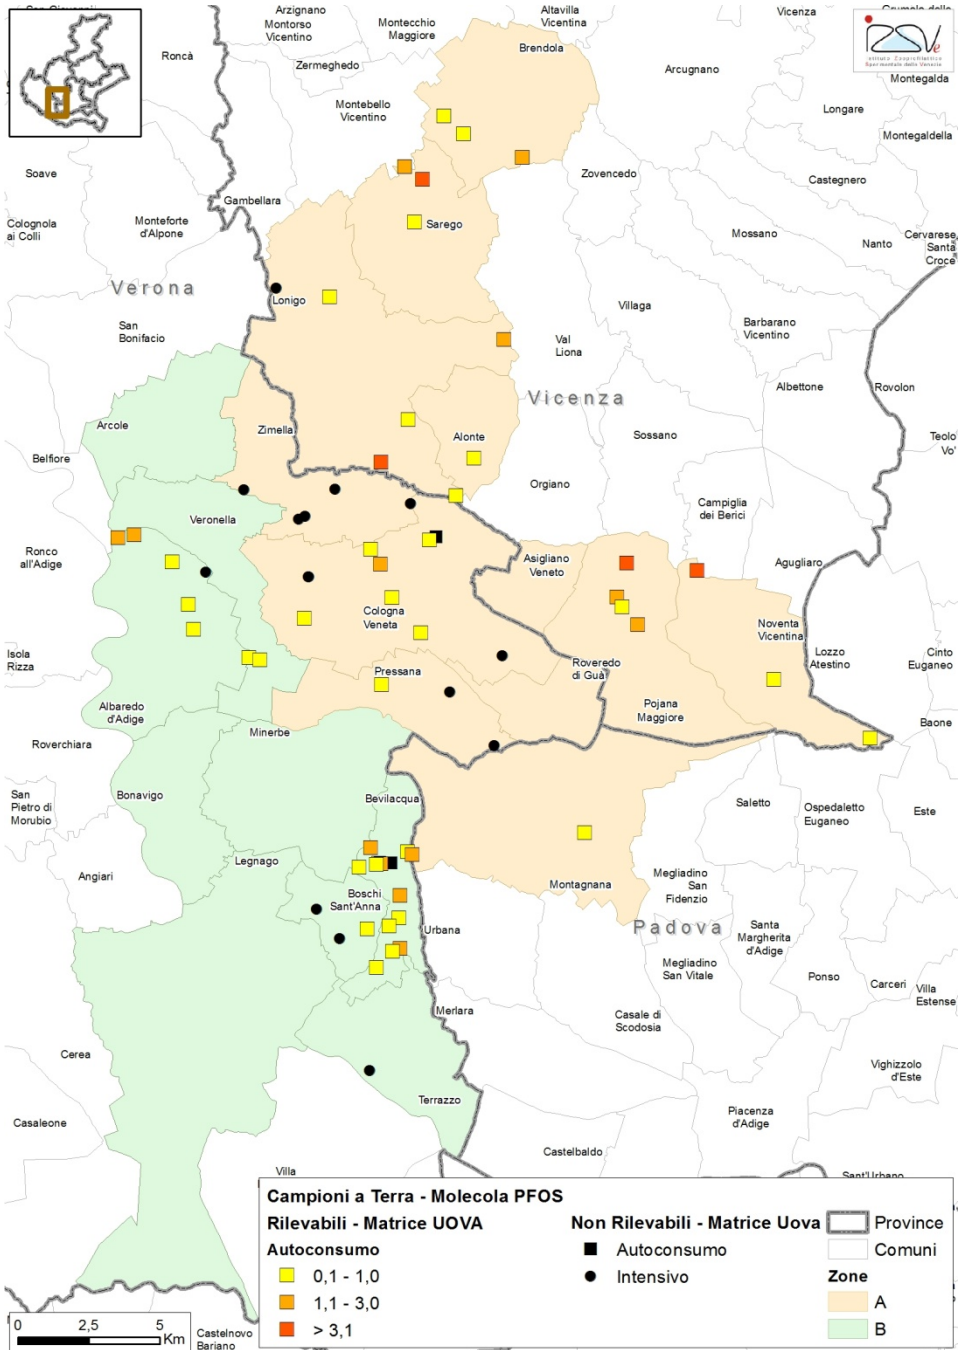 Arzignano
Montorso
Vicentino
Montecchio
Maggiore
Altavilla
Vicentina
Vicenza
Brendola
Roncà
Zermeghedo
Arcugnano
Istituto Zooprofilattico
Sperimentale delle Venezie
Montegalda
Montebello
Vicentino
Longare
Montegaldella
Soave
Zovencedo
Castegnero
Gambellara
Colognola
ai Colli
Monteforte
d'Alpone
Sarego
Mossano
Nanto
Cervarese
Santa
Croce
Verona
Lonigo
Villaga
San
Bonifacio
Val
Liona
Barbarano
Vicentino
Vicenza
Albettone
Rovolon
Arcole
Zimella
Alonte
Sossano
Teolo
Vo'
Belfiore
Orgiano
Campiglia
dei Berici
Veronella
Ronco
all'Adige
Asigliano
Veneto
Agugliaro
Cologna
Veneta
Noventa
Vicentina
Isola
Rizza
Pressana
Roveredo
di Guà
Lozzo
Atestino
Cinto
Euganeo
Albaredo
d'Adige
Pojana
Maggiore
Baone
Roverchiara
Minerbe
San
Pietro di
Morubio
Bonavigo
Bevilacqua
Saletto
Ospedaletto
Euganeo
Este
Legnago
Angiari
Montagnana
Megliadino
San
Fidenzio
Boschi
Sant'Anna
Urbana
Padova
Santa
Margherita
d'Adige
Megliadino
San Vitale
Ponso
Carceri
Villa
Estense
Merlara
Casale di
Scodosia
Cerea
Vighizzolo
d'Este
Terrazzo
Casaleone
Piacenza
d'Adige
Castelbaldo
Villa
Sant'Urbano
Campioni a Terra - Molecola PFOS
Rilevabili - Matrice UOVA
Autoconsumo
0,1 - 1,0
1,1 - 3,0
> 3,1
Non Rilevabili - Matrice Uova
Autoconsumo
Intensivo
Province
Comuni
Zone
A
B
0 2,5 5
Km
Castelnovo
Bariano